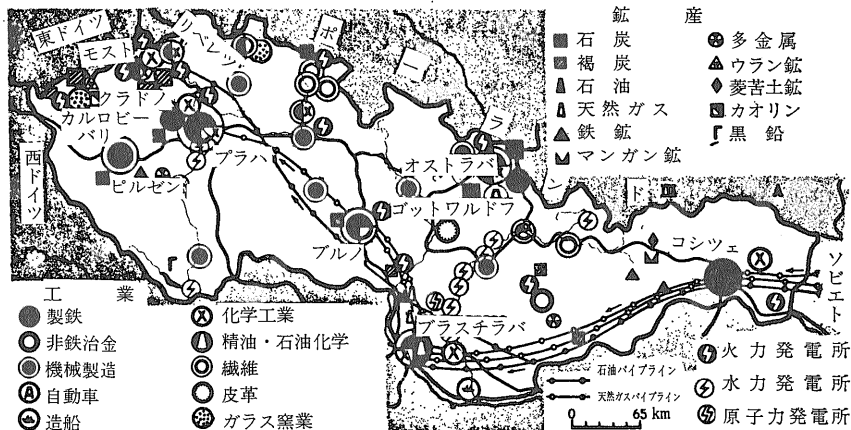 鉱産
石炭
褐炭
石油
天然ガス
鉄鉱
マンガン鉱
多金属
ウラン鉱
菱苦土鉱
カオリン
黒鉛
東ドイツ
モスト
リベレツ
ポーランド
クラドノ
カルロビーバリ
プラハ
西ドイツ
ピルゼン
オストラバ
ゴットワルドフ
ブルノ
コシツェ
ソビエト
ブラスチラバ
工業
製鉄
非鉄治金
機械製造
自動車
造船
化学工業
精油・石油化学
繊維
皮革
ガラス窯業
石油パイプライン
天然ガスパイプライン
0 65 km
火力発電所
水力発電所
原子力発電所